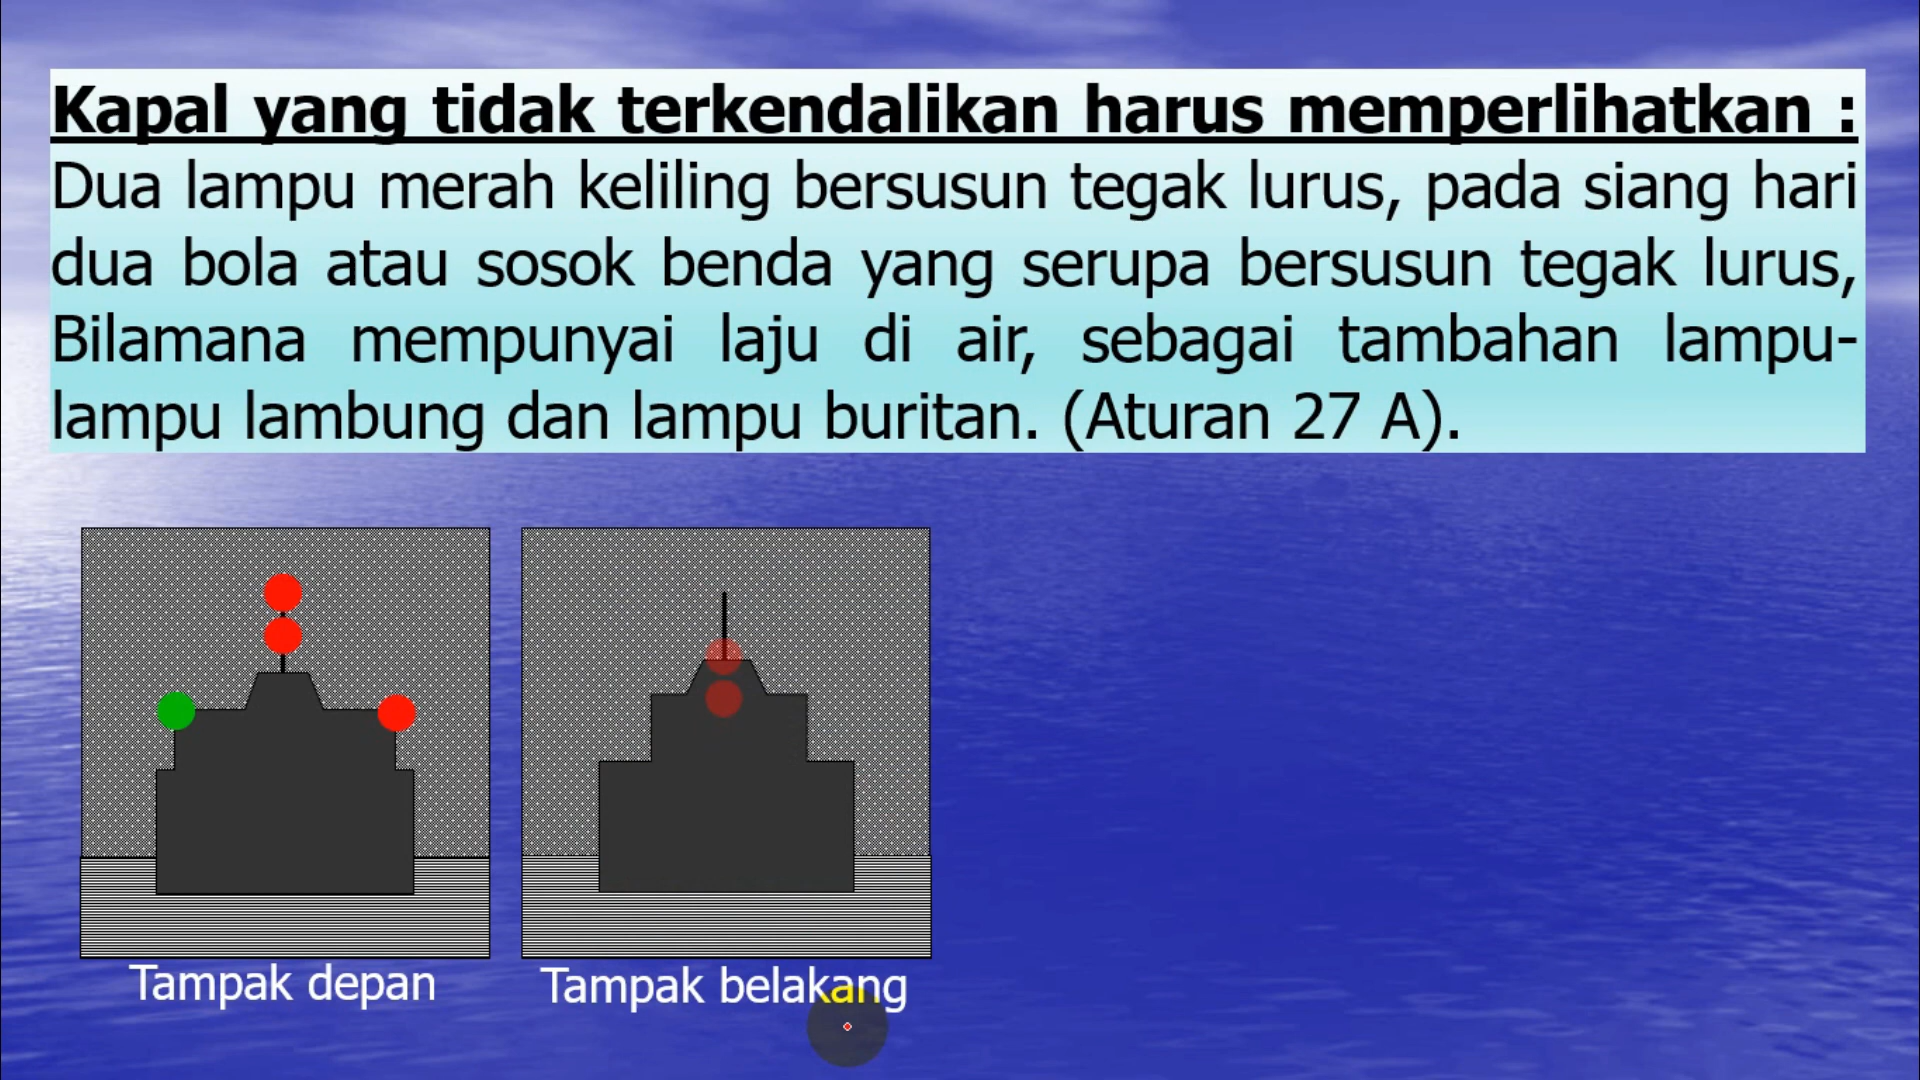 Kapal yang tidak terkendalikan harus memperlihatkan :
Dua lampu merah keliling bersusun tegak lurus, pada siang hari
dua bola atau sosok benda yang serupa bersusun tegak lurus,
Bilamana mempunyai laju di air, sebagai tambahan lampu-
lampu lambung dan lampu buritan. (Aturan 27 A).
Tampak depan
Tampak belakang